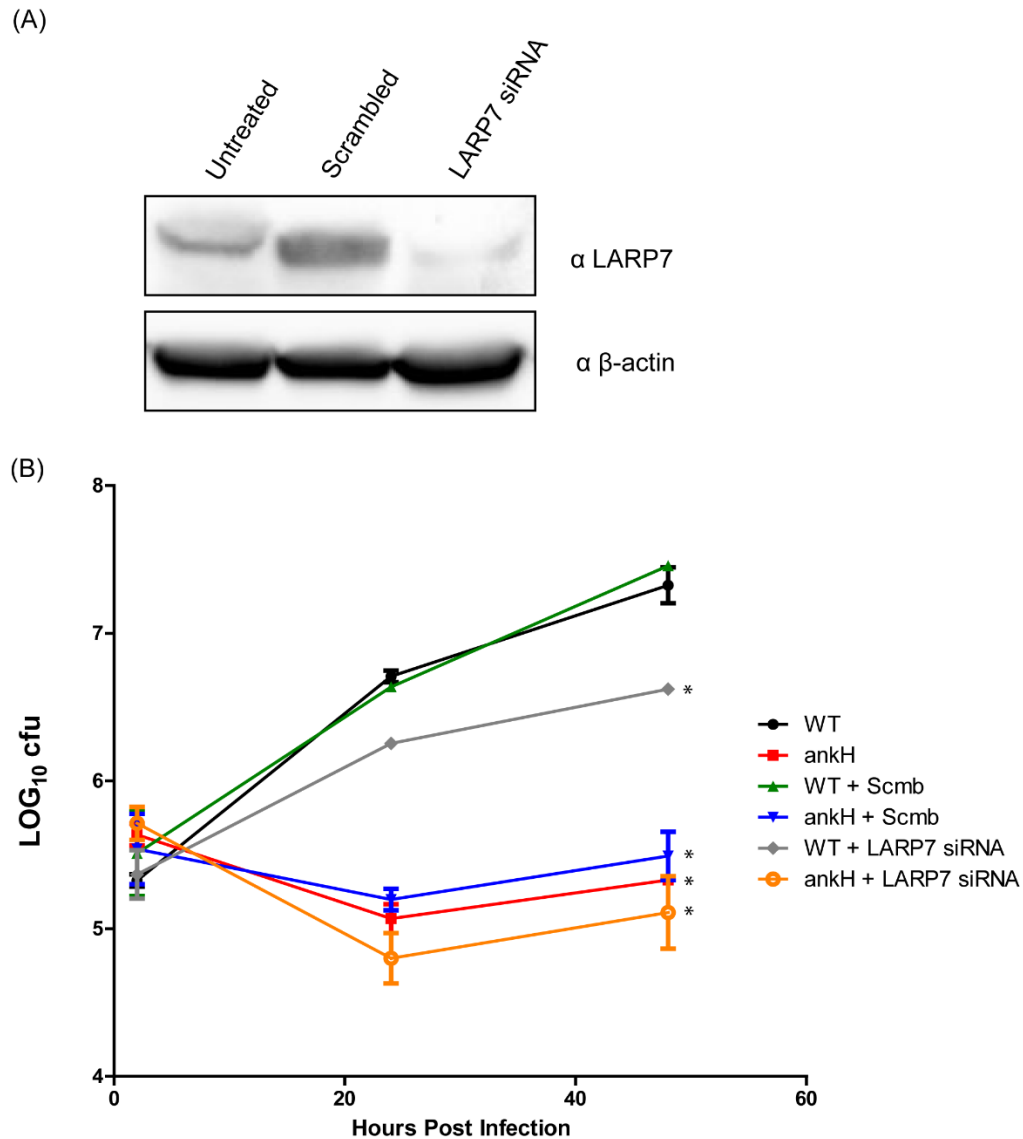 (A)
Untreated
Scrambled
LARP7 siRNA
α LARP7
α β-actin
(B)
8
7
6
5
4
LOG10 cfu
0
20
40
60
Hours Post Infection
*
*
*
*
WT
ankH
WT + Scmb
ankH + Scmb
WT + LARP7 siRNA
ankH + LARP7 siRNA